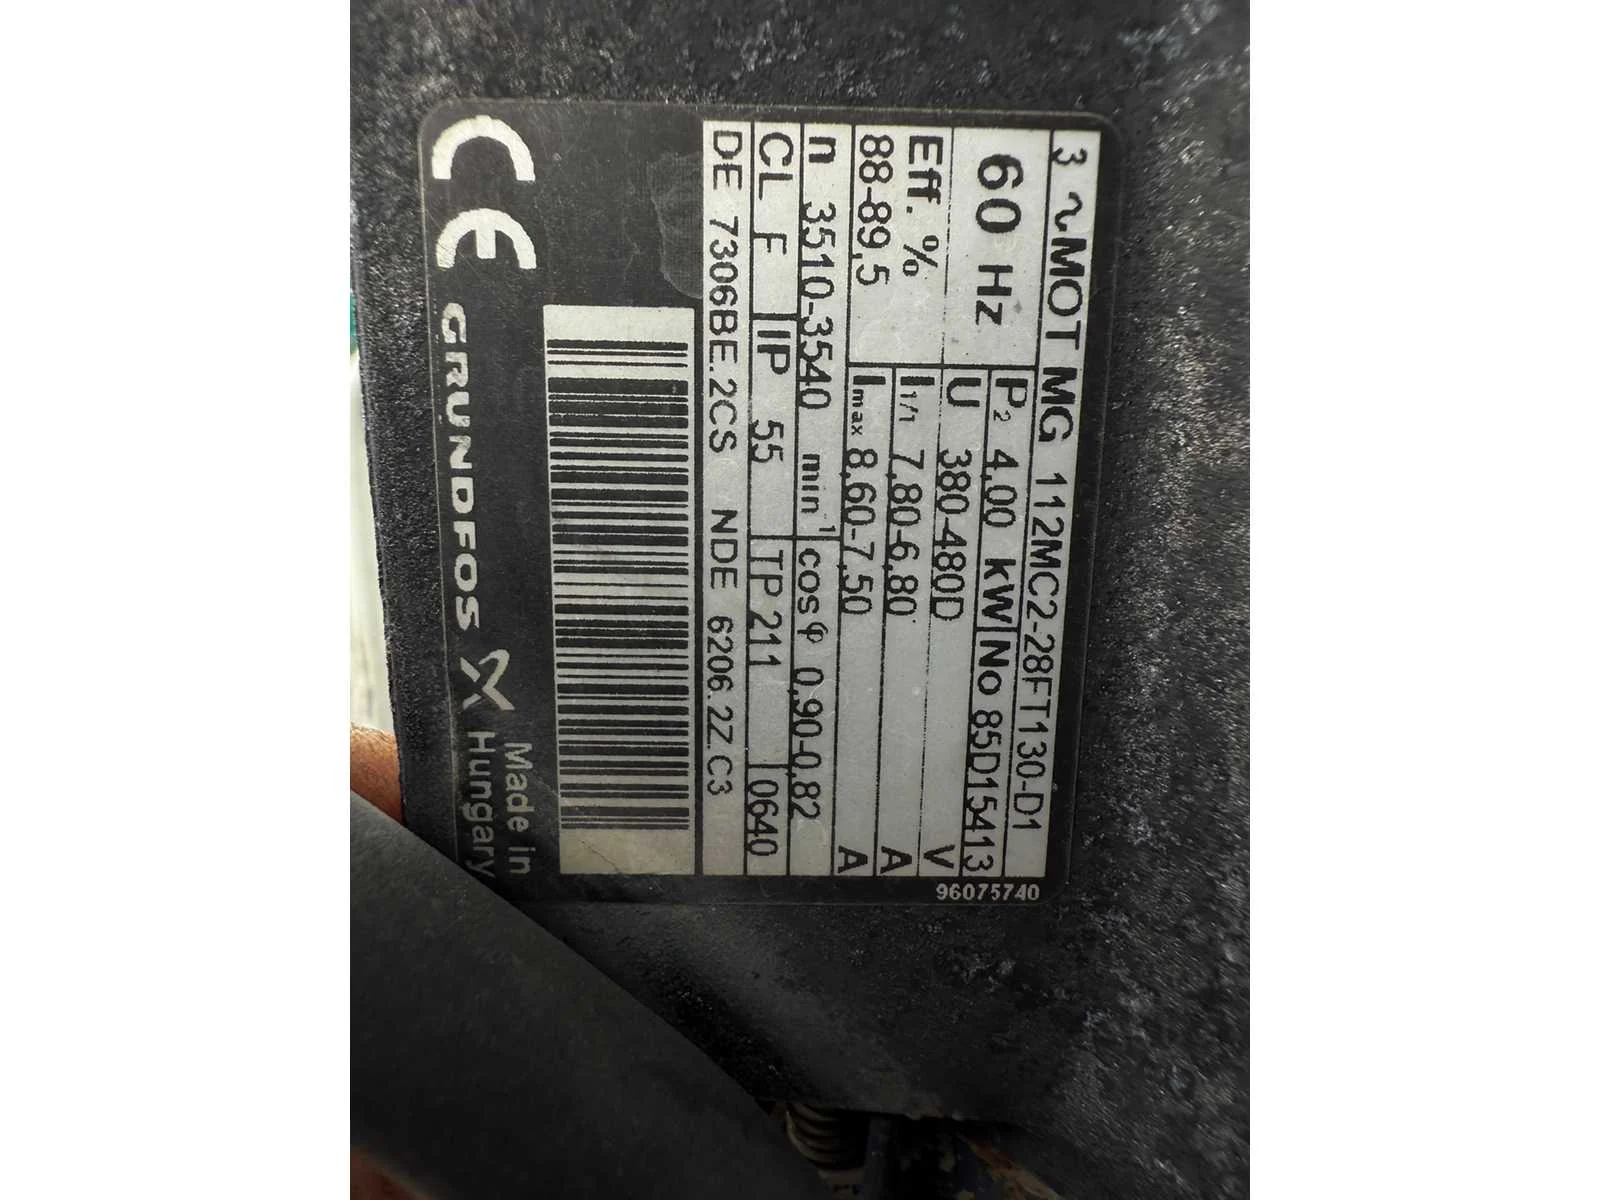 3 ~MOT MG 112MC2-28FT130-D1
60 Hz P₂ 4,00 kW No 85D15413
U 380-480D V
Eff. % I₁/₁ 7,80-6,80 A
88-89,5 Imax 8,60-7,50 A
n 3510-3540 min⁻¹ cos φ 0,90-0,82
CL F IP 55 TP 211 0640
DE 7306BE.2CS NDE 6206.2Z.C3
96075740
CE GRUNDFOS Made in
Hungary